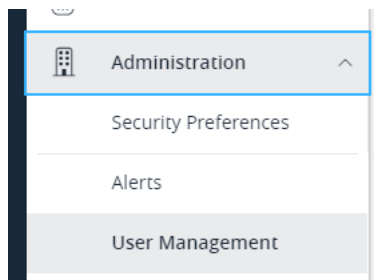 Administration
Security Preferences
Alerts
User Management